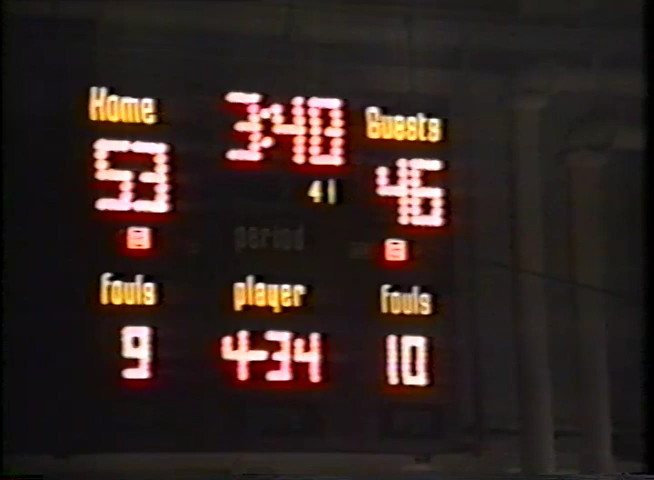 Home 3:40 Guests
53 46
41
period
fouls player fouls
9 4-34 10